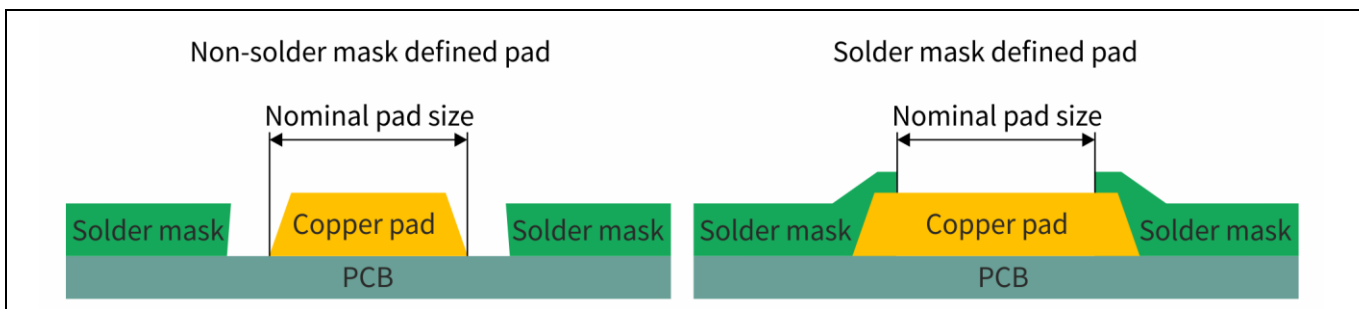 Non-solder mask defined pad
Nominal pad size
Solder mask
Copper pad
Solder mask
PCB
Solder mask defined pad
Nominal pad size
Solder mask
Copper pad
Solder mask
PCB